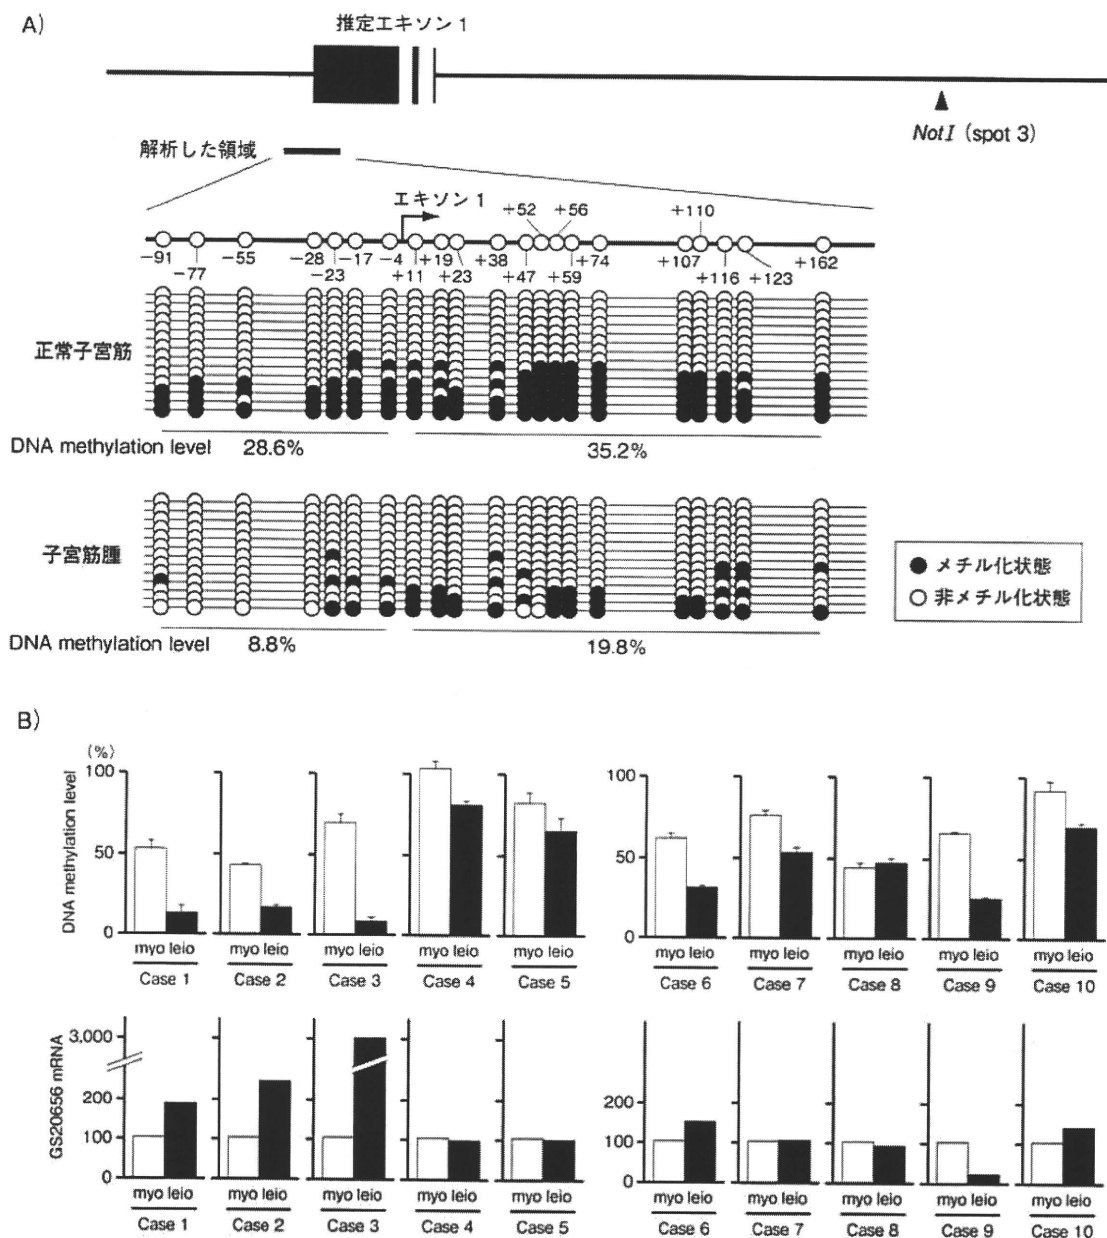 A)
推定エキソン 1
NotI (spot 3)
解析した領域
エキソン 1
+52 +56 +110
−91 −55 −28 −17 −4 +19 +38 +74 +107 +162
−77 −23 +11 +23 +47 +59 +116 +123
正常子宮筋
DNA methylation level 28.6% 35.2%
子宮筋腫
● メチル化状態
○ 非メチル化状態
DNA methylation level 8.8% 19.8%
B)
(%)
DNA methylation level
100
50
0
myo leio myo leio myo leio myo leio myo leio
Case 1 Case 2 Case 3 Case 4 Case 5
100
50
0
myo leio myo leio myo leio myo leio myo leio
Case 6 Case 7 Case 8 Case 9 Case 10
GS20656 mRNA
3,000
200
100
0
myo leio myo leio myo leio myo leio myo leio
Case 1 Case 2 Case 3 Case 4 Case 5
200
100
0
myo leio myo leio myo leio myo leio myo leio
Case 6 Case 7 Case 8 Case 9 Case 10